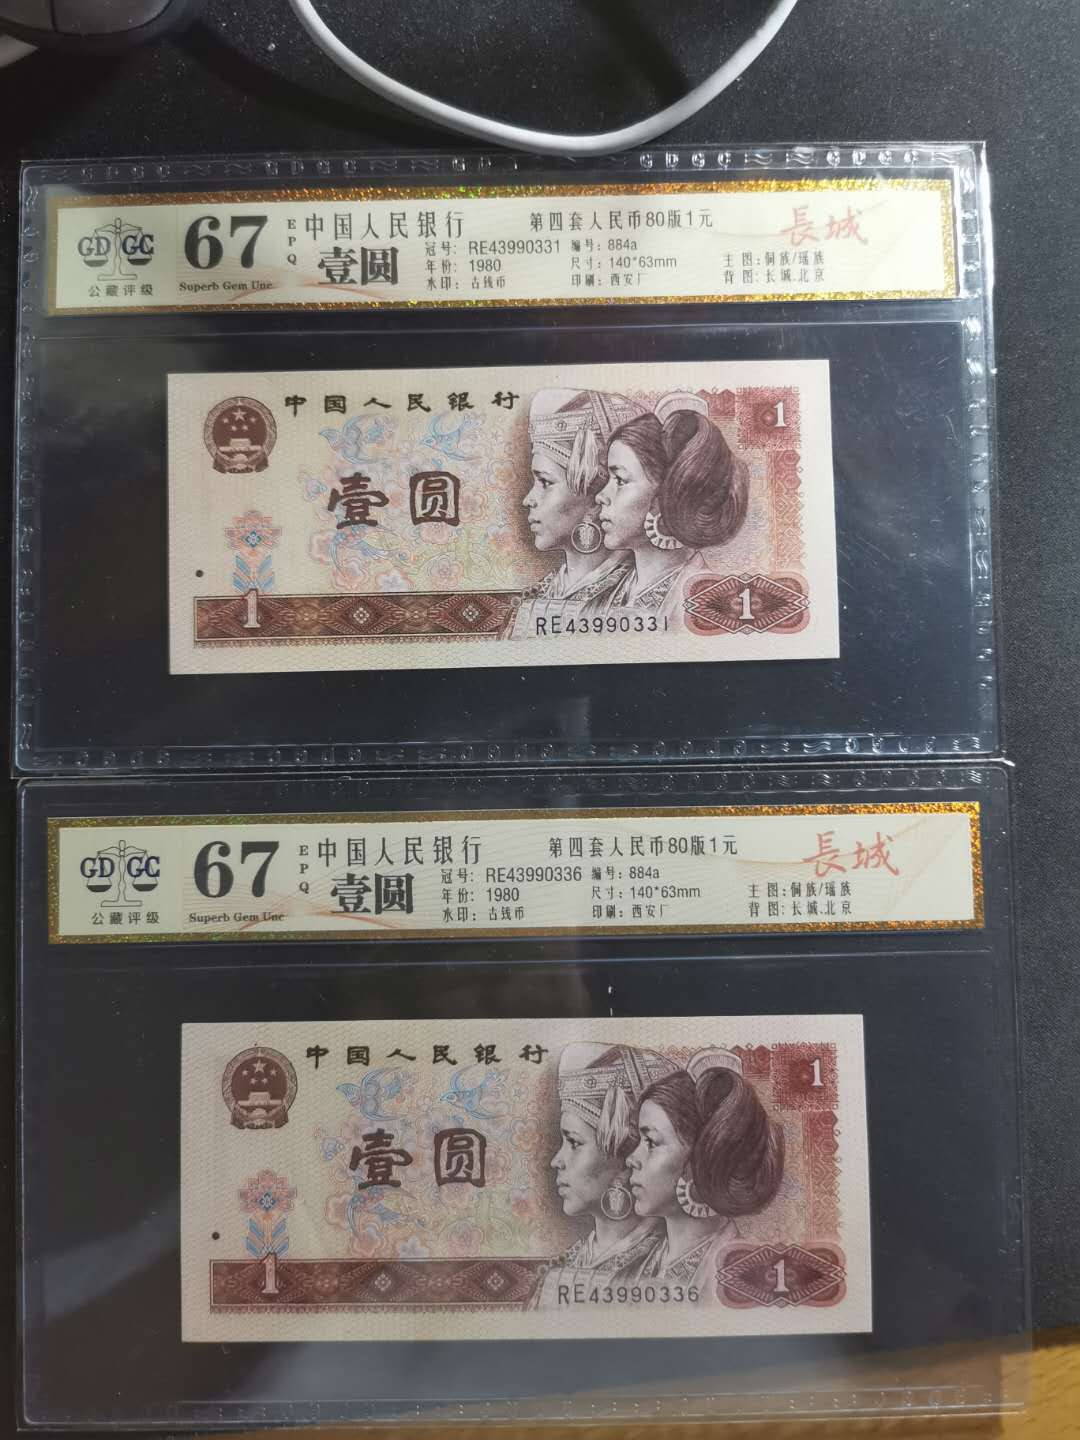 GDGC GDGC
GD GC
公藏评级
67
EPQ
Superb Gem Unc
中国人民银行
第四套人民币80版1元
壹圆
冠号: RE43990331
编号: 884a
年份: 1980
尺寸: 140*63mm
水印: 古钱币
印刷: 西安厂
長城
主图: 侗族/瑶族
背图: 长城.北京
中国人民银行
1
壹圆
1
1
RE43990331
GD GC
公藏评级
67
EPQ
Superb Gem Unc
中国人民银行
第四套人民币80版1元
壹圆
冠号: RE43990336
编号: 884a
年份: 1980
尺寸: 140*63mm
水印: 古钱币
印刷: 西安厂
長城
主图: 侗族/瑶族
背图: 长城.北京
中国人民银行
1
壹圆
1
1
RE43990336